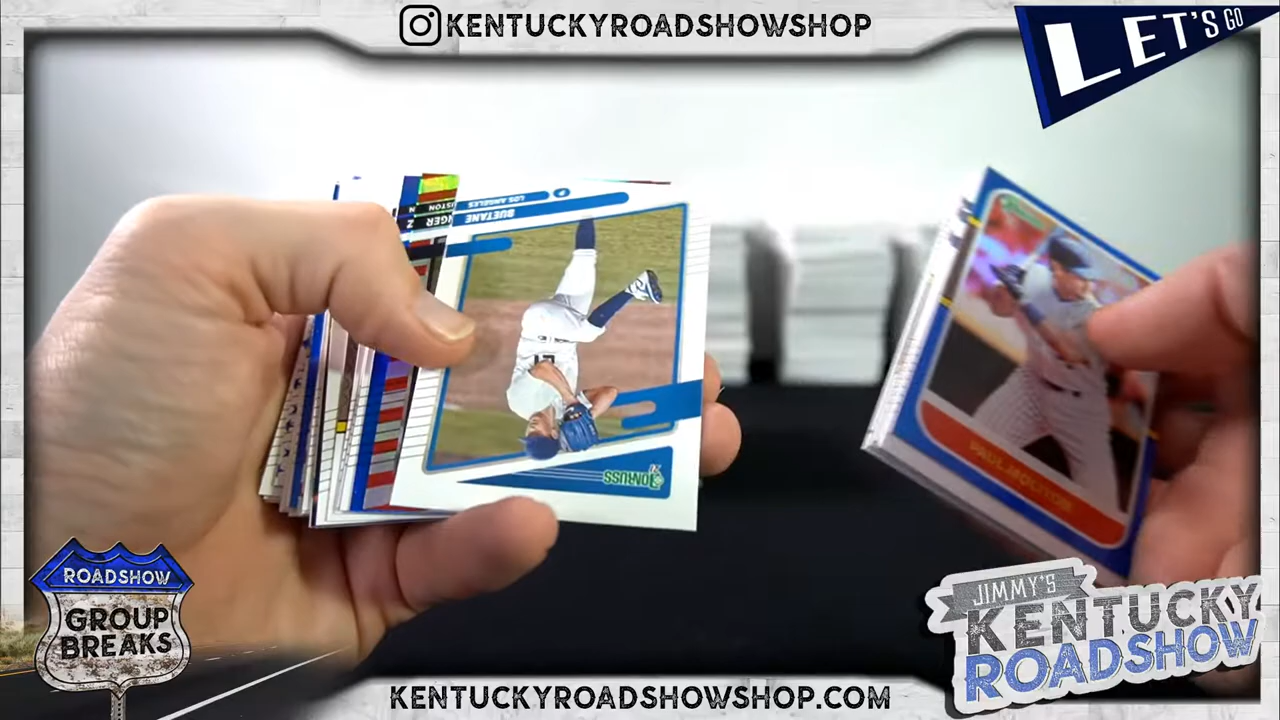 KENTUCKYROADSHOWSHOP
LET'S GO
LOS ANGELES
BUETANE
DONRUSS
PAUL MOLITOR
ROADSHOW
GROUP
BREAKS
JIMMY'S
KENTUCKY
ROADSHOW
KENTUCKYROADSHOWSHOP.COM